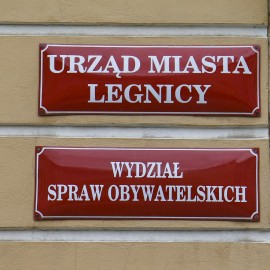 URZĄD MIASTA
LEGNICY
WYDZIAŁ
SPRAW OBYWATELSKICH